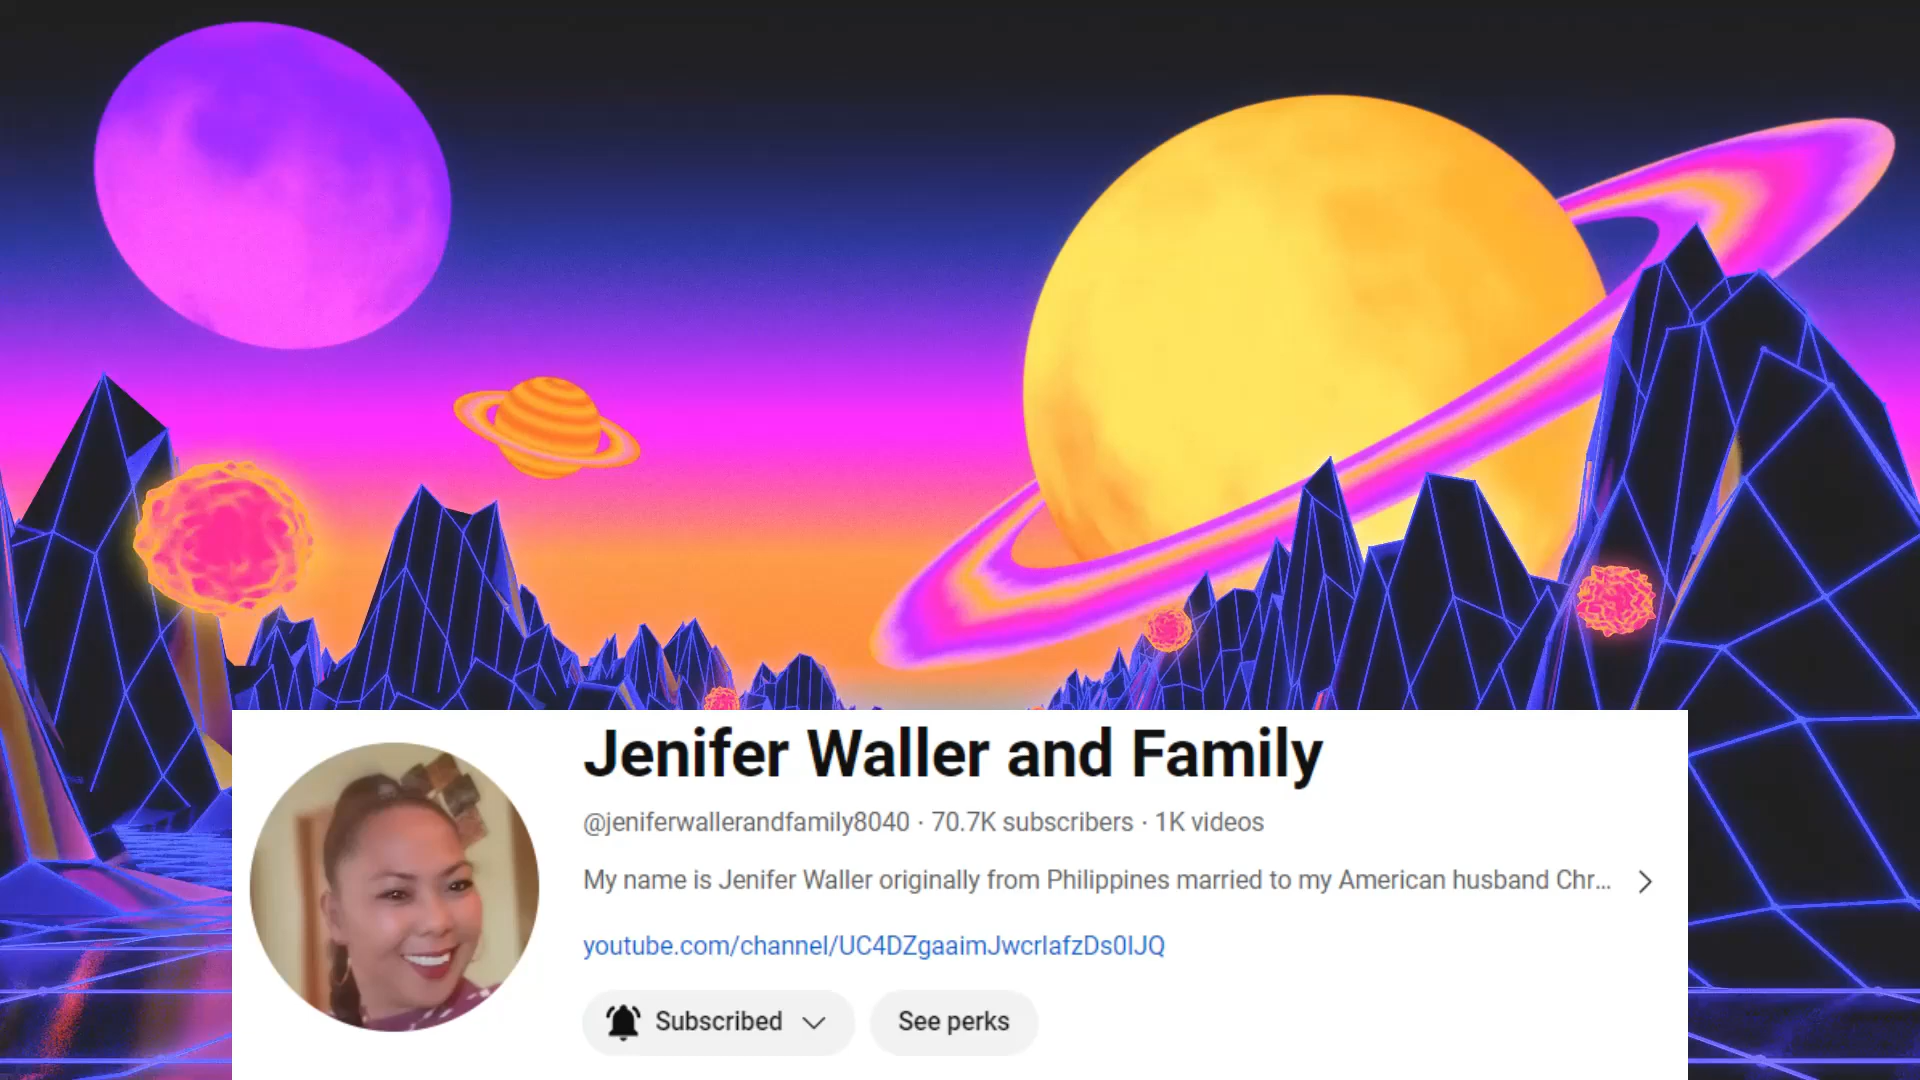 Jenifer Waller and Family
@jeniferwallerandfamily8040 · 70.7K subscribers · 1K videos
My name is Jenifer Waller originally from Philippines married to my American husband Chr...
youtube.com/channel/UC4DZgaaimJwcrlafzDs0IJQ
Subscribed
See perks